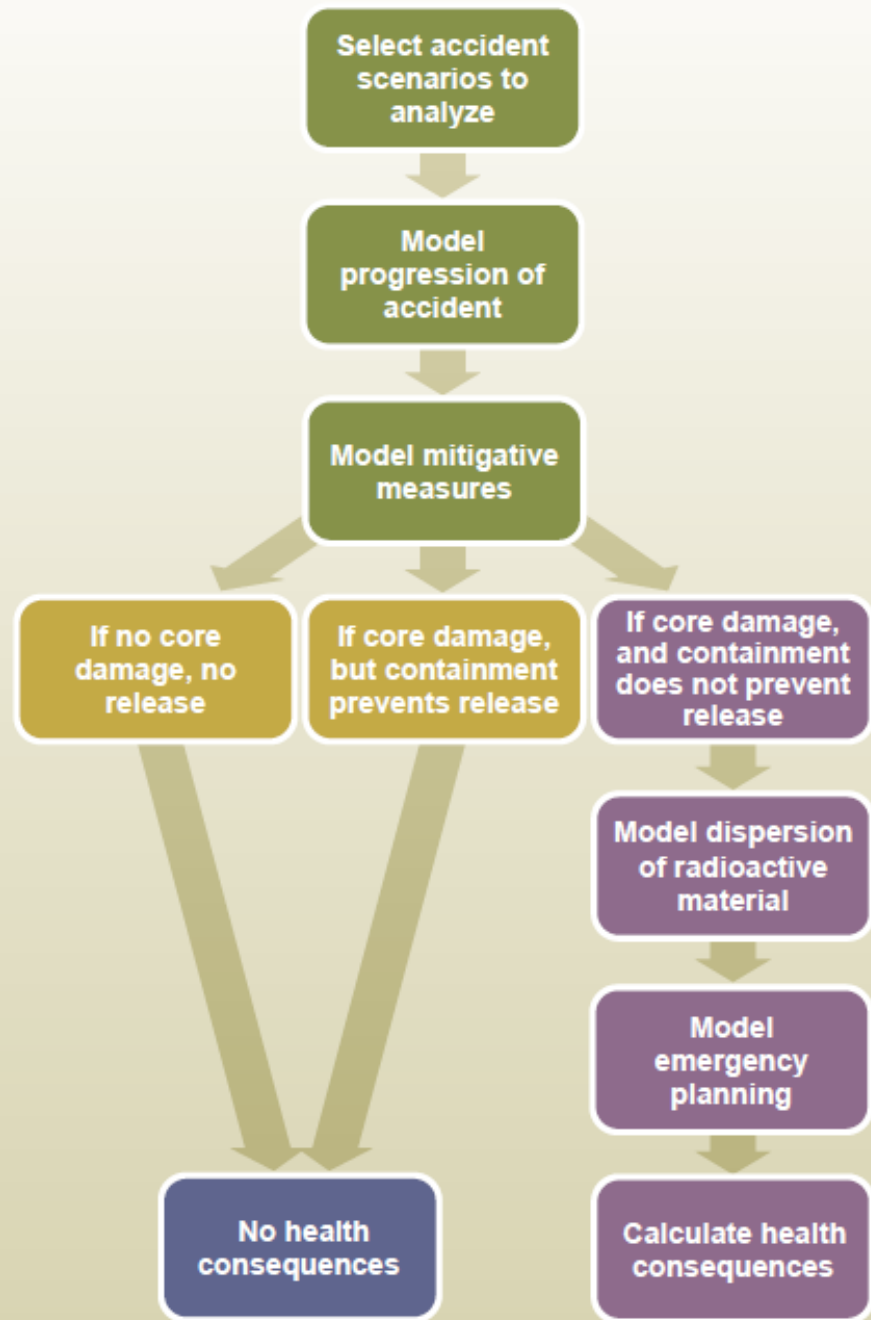 Select accident
scenarios to
analyze
Model
progression of
accident
Model mitigative
measures
If no core
damage, no
release
If core damage,
but containment
prevents release
If core damage,
and containment
does not prevent
release
Model dispersion
of radioactive
material
Model
emergency
planning
No health
consequences
Calculate health
consequences